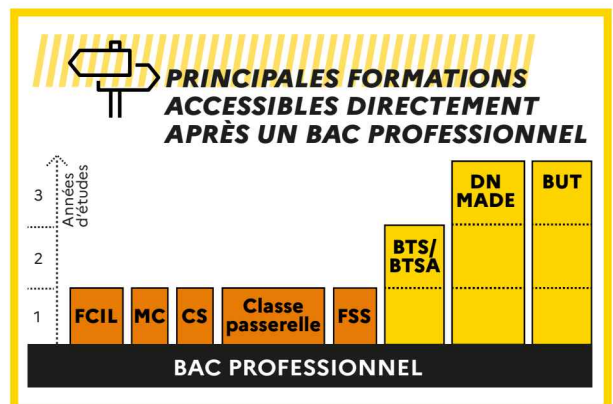 PRINCIPALES FORMATIONS
ACCESSIBLES DIRECTEMENT
APRÈS UN BAC PROFESSIONNEL
Années
d'études
3
2
1
FCIL
MC
CS
Classe
passerelle
FSS
BTS/
BTSA
DN
MADE
BUT
BAC PROFESSIONNEL